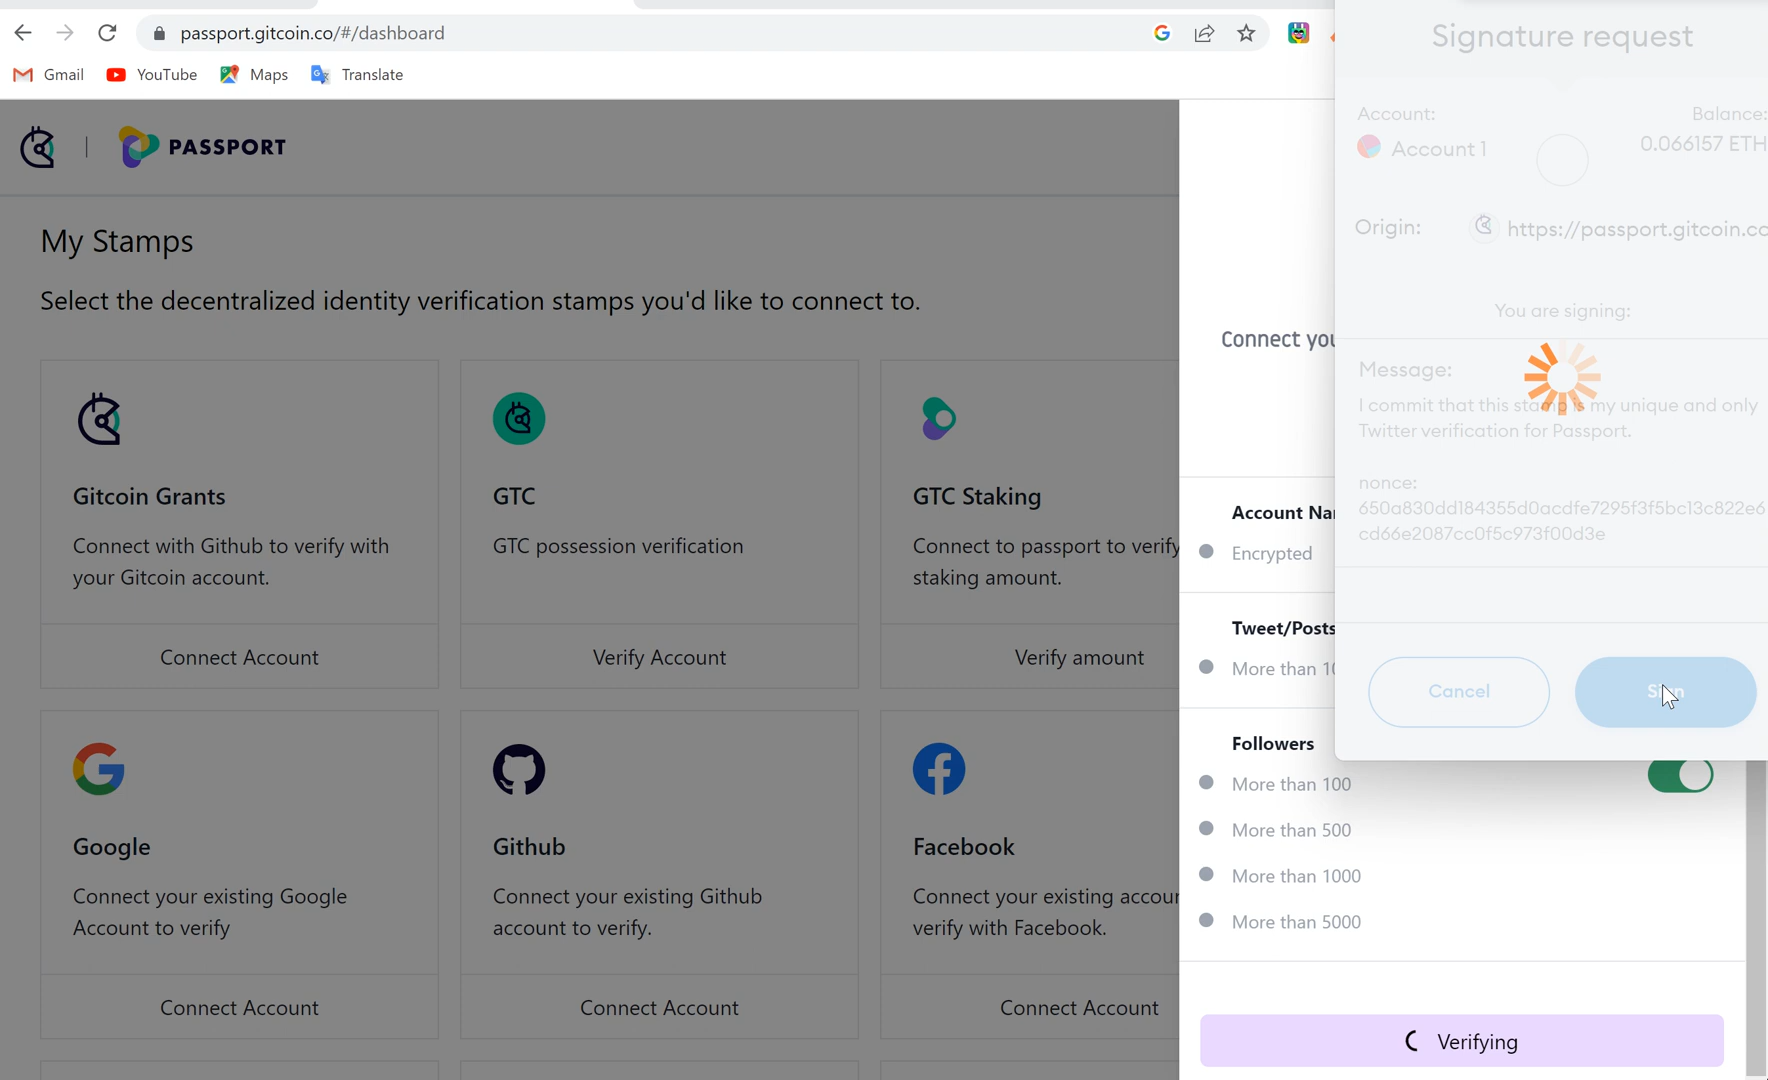 passport.gitcoin.co/#/dashboard
Gmail
YouTube
Maps
Translate
PASSPORT
My Stamps
Select the decentralized identity verification stamps you'd like to connect to.
Gitcoin Grants
Connect with Github to verify with
your Gitcoin account.
Connect Account
GTC
GTC possession verification
Verify Account
GTC Staking
Connect to passport to verify
staking amount.
Verify amount
Google
Connect your existing Google
Account to verify
Connect Account
Github
Connect your existing Github
account to verify.
Connect Account
Facebook
Connect your existing
verify with Facebook.
Connect Account
Connect
Account
Encrypted
Tweet/Posts
More than
Followers
More than 100
More than 500
More than 1000
More than 5000
Verifying
Signature request
Account:
Balance:
Account 1
0.066157 ETH
Origin:
https://passport.gitcoin.co
You are signing:
Message:
I commit that this stamp is my unique and only
Twitter verification for Passport.
nonce:
650a830dd184355d0acdfe7295f3f5bc13c822e6
cd66e2087cc0f5c973f00d3e
Cancel
Sign